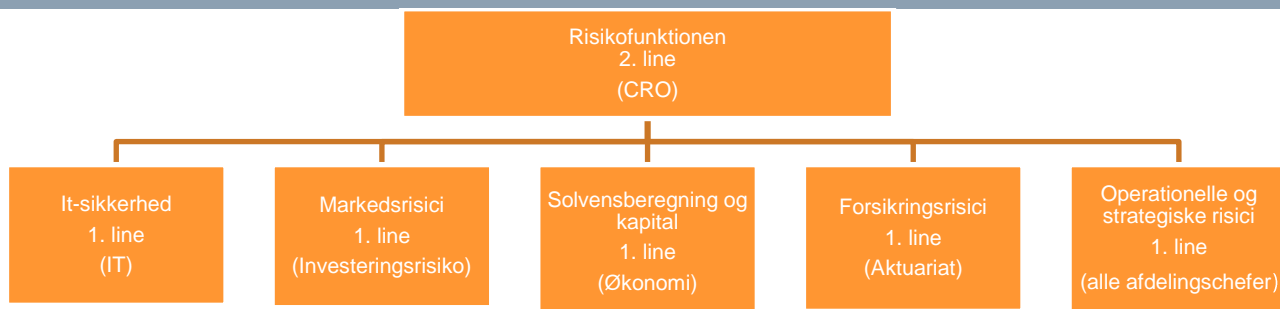 Risikofunktionen
2. line
(CRO)
It-sikkerhed
1. line
(IT)
Markedsrisici
1. line
(Investeringsrisiko)
Solvensberegning og
kapital
1. line
(Økonomi)
Forsikringsrisici
1. line
(Aktuariat)
Operationelle og
strategiske risici
1. line
(alle afdelingschefer)